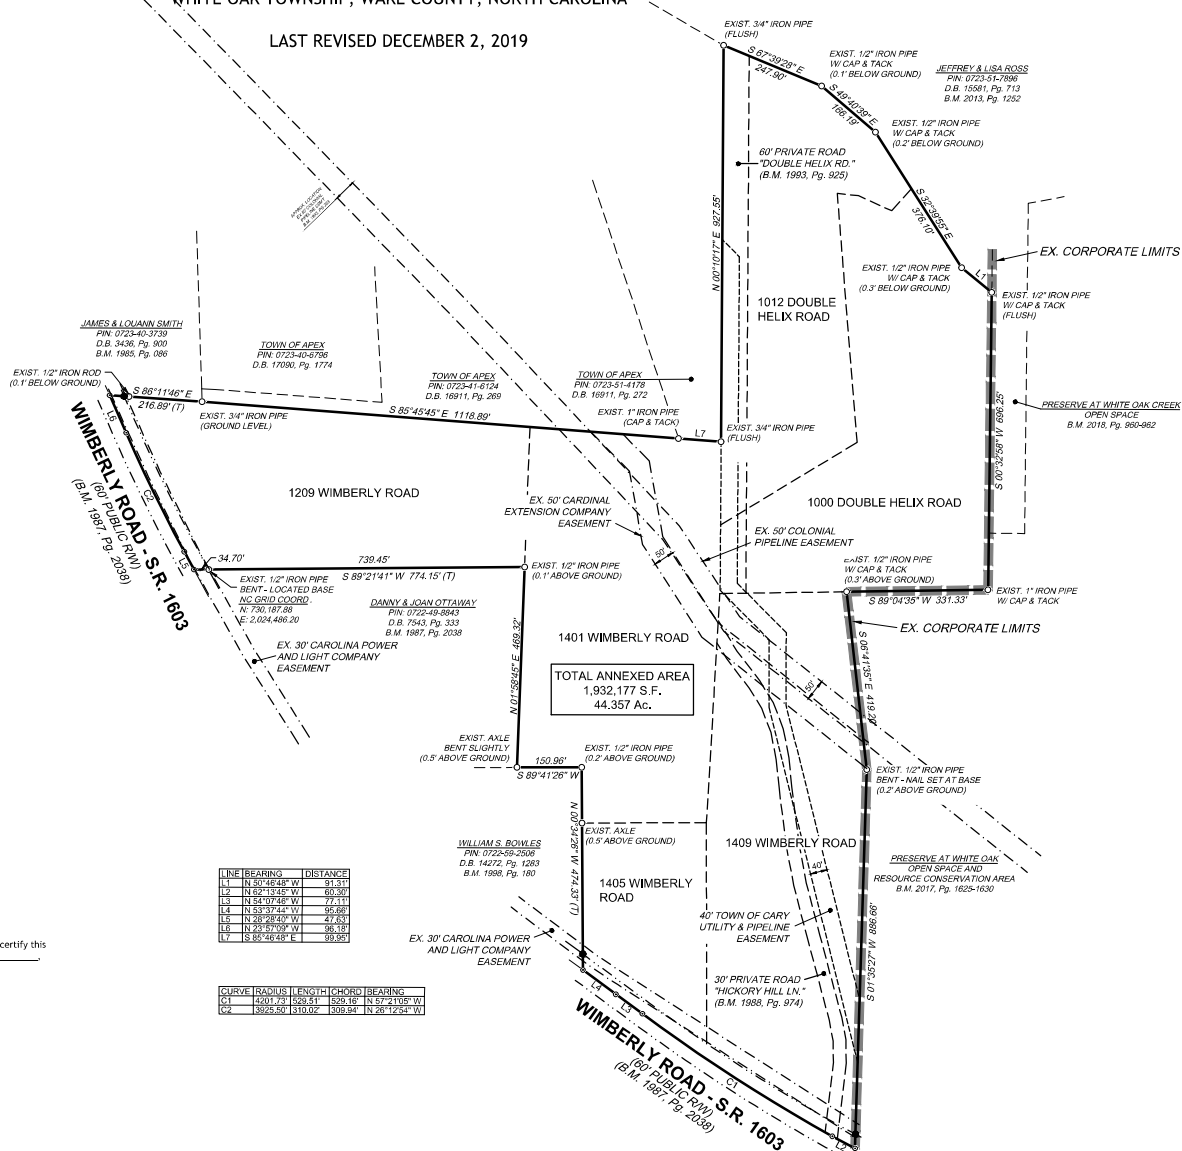 WHITE OAK TOWNSHIP, WAKE COUNTY, NORTH CAROLINA
LAST REVISED DECEMBER 2, 2019
EXIST. 3/4" IRON PIPE
(FLUSH)
S 67°39'28" E
247.90'
EXIST. 1/2" IRON PIPE
W/ CAP & TACK
(0.1' BELOW GROUND)
JEFFREY & LISA ROSS
PIN: 0723-51-7896
D.B. 15581, Pg. 713
B.M. 2013, Pg. 1252
S 49°40'39" E
166.19'
EXIST. 1/2" IRON PIPE
W/ CAP & TACK
(0.2' BELOW GROUND)
60' PRIVATE ROAD
"DOUBLE HELIX RD."
(B.M. 1993, Pg. 925)
S 32°39'55" E
376.10'
N 00°10'17" E 927.55'
EX. CORPORATE LIMITS
EXIST. 1/2" IRON PIPE
W/ CAP & TACK
(0.3' BELOW GROUND)
L1
EXIST. 1/2" IRON PIPE
W/ CAP & TACK
(FLUSH)
1012 DOUBLE
HELIX ROAD
JAMES & LOUANN SMITH
PIN: 0723-40-3739
D.B. 3436, Pg. 900
B.M. 1985, Pg. 086
TOWN OF APEX
PIN: 0723-40-6796
D.B. 17090, Pg. 1774
EXIST. 1/2" IRON ROD
(0.1' BELOW GROUND)
S 86°11'46" E
216.89' (T)
TOWN OF APEX
PIN: 0723-41-6124
D.B. 16911, Pg. 269
TOWN OF APEX
PIN: 0723-51-4178
D.B. 16911, Pg. 272
EXIST. 3/4" IRON PIPE
(GROUND LEVEL)
S 85°45'45" E 1118.89'
EXIST. 1" IRON PIPE
(CAP & TACK)
L7
EXIST. 3/4" IRON PIPE
(FLUSH)
S 00°32'58" W 696.25'
PRESERVE AT WHITE OAK CREEK
OPEN SPACE
B.M. 2018, Pg. 960-962
L6
C2
L5
WIMBERLY ROAD - S.R. 1603
(60' PUBLIC R/W)
(B.M. 1987, Pg. 2038)
1209 WIMBERLY ROAD
EX. 50' CARDINAL
EXTENSION COMPANY
EASEMENT
1000 DOUBLE HELIX ROAD
EX. 50' COLONIAL
PIPELINE EASEMENT
50'
34.70'
739.45'
S 89°21'41" W 774.15' (T)
EXIST. 1/2" IRON PIPE
(0.1' ABOVE GROUND)
EXIST. 1/2" IRON PIPE
W/ CAP & TACK
(0.3' ABOVE GROUND)
S 89°04'35" W 331.33'
EXIST. 1" IRON PIPE
W/ CAP & TACK
EXIST. 1/2" IRON PIPE
BENT - LOCATED BASE
NC GRID COORD.
N: 730,187.88
E: 2,024,486.20
DANNY & JOAN OTTAWAY
PIN: 0722-49-8843
D.B. 7543, Pg. 333
B.M. 1987, Pg. 2038
EX. CORPORATE LIMITS
1401 WIMBERLY ROAD
EX. 30' CAROLINA POWER
AND LIGHT COMPANY
EASEMENT
N 01°58'45" E 469.32'
TOTAL ANNEXED AREA
1,932,177 S.F.
44.357 Ac.
50'
S 06°41'35" E 419.20'
EXIST. AXLE
BENT SLIGHTLY
(0.5' ABOVE GROUND)
150.96'
S 89°41'26" W
EXIST. 1/2" IRON PIPE
(0.2' ABOVE GROUND)
EXIST. 1/2" IRON PIPE
BENT - NAIL SET AT BASE
(0.2' ABOVE GROUND)
N 00°34'26" W 474.33' (T)
EXIST. AXLE
(0.5' ABOVE GROUND)
WILLIAM S. BOWLES
PIN: 0722-59-2506
D.B. 14272, Pg. 1283
B.M. 1998, Pg. 180
1409 WIMBERLY ROAD
40'
PRESERVE AT WHITE OAK
OPEN SPACE AND
RESOURCE CONSERVATION AREA
B.M. 2017, Pg. 1625-1630
1405 WIMBERLY
ROAD
LINE BEARING DISTANCE
L1 N 50°46'48" W 91.31'
L2 N 62°13'45" W 60.30'
L3 N 54°07'46" W 77.11'
L4 N 53°37'44" W 95.66'
L5 N 28°28'40" W 47.63'
L6 N 23°57'09" W 96.18'
L7 S 85°46'48" E 99.95'
40' TOWN OF CARY
UTILITY & PIPELINE
EASEMENT
certify this
EX. 30' CAROLINA POWER
AND LIGHT COMPANY
EASEMENT
S 01°35'27" W 886.66'
30' PRIVATE ROAD
"HICKORY HILL LN."
(B.M. 1988, Pg. 974)
CURVE RADIUS LENGTH CHORD BEARING
C1 4201.73' 529.51' 529.16' N 57°21'05" W
C2 3925.50' 310.02' 309.94' N 26°12'54" W
L4
L3
C1
L2
WIMBERLY ROAD - S.R. 1603
(60' PUBLIC R/W)
(B.M. 1987, Pg. 2038)